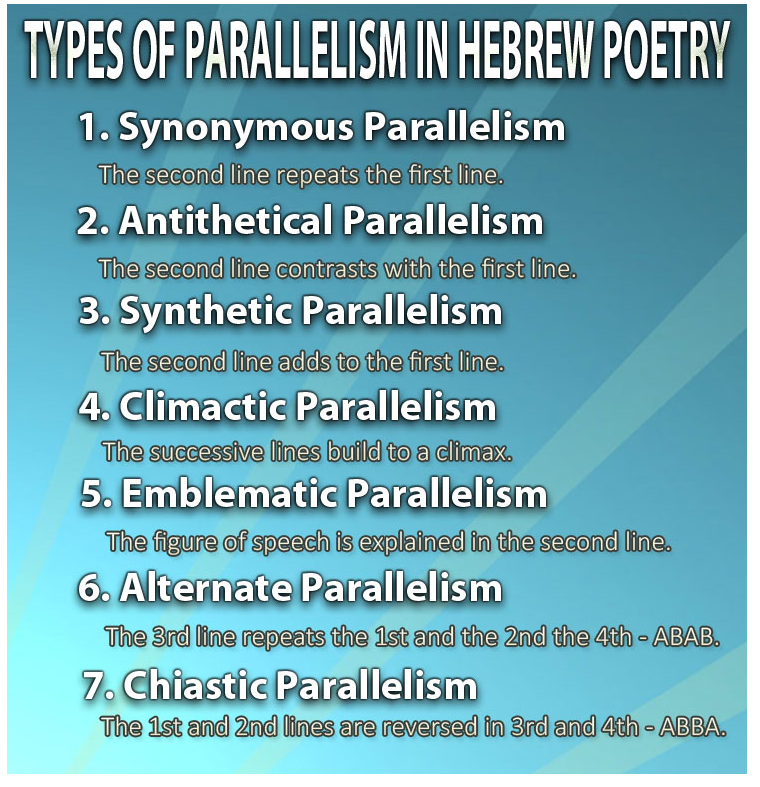 TYPES OF PARALLELISM IN HEBREW POETRY
1. Synonymous Parallelism
The second line repeats the first line.
2. Antithetical Parallelism
The second line contrasts with the first line.
3. Synthetic Parallelism
The second line adds to the first line.
4. Climactic Parallelism
The successive lines build to a climax.
5. Emblematic Parallelism
The figure of speech is explained in the second line.
6. Alternate Parallelism
The 3rd line repeats the 1st and the 2nd the 4th - ABAB.
7. Chiastic Parallelism
The 1st and 2nd lines are reversed in 3rd and 4th - ABBA.